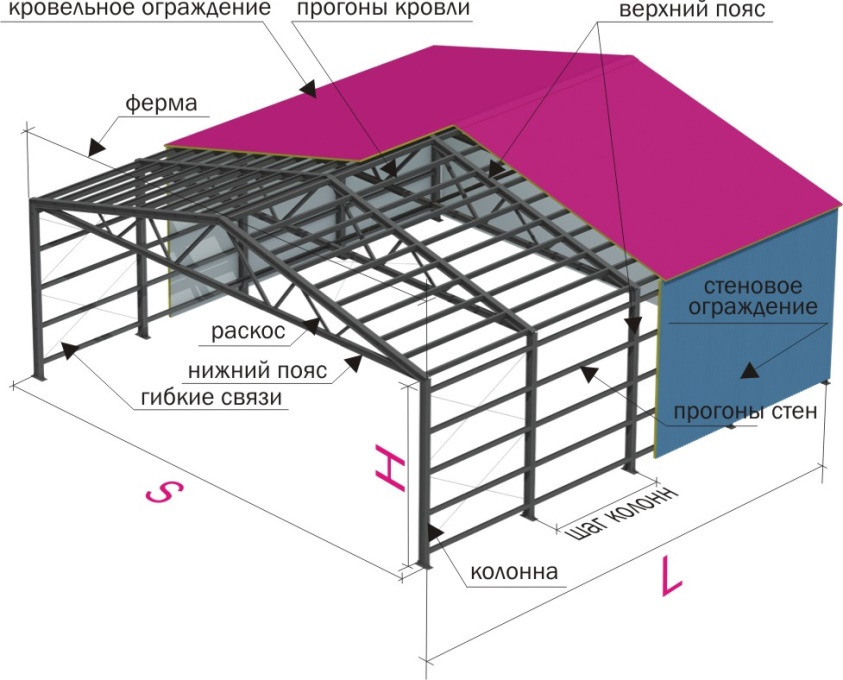 кровельное ограждение
прогоны кровли
верхний пояс
ферма
стеновое
ограждение
раскос
нижний пояс
гибкие связи
прогоны стен
H
S
шаг колонн
колонна
L